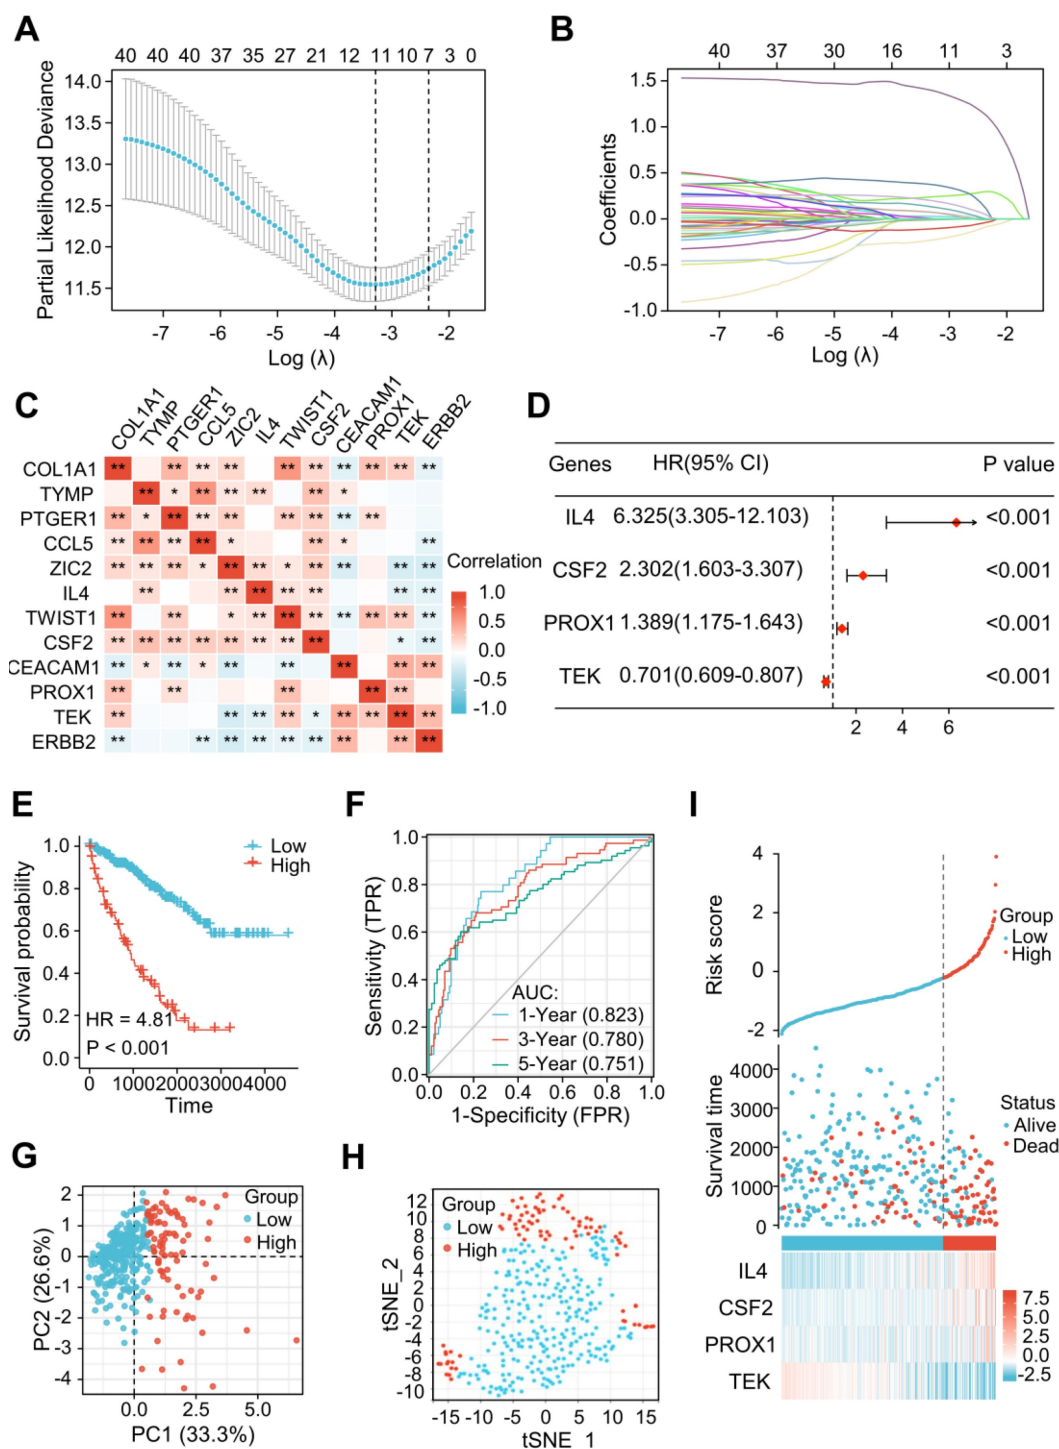 A
40 40 40 37 35 27 21 12 11 10 7 3 0
14.0
13.5
13.0
12.5
12.0
11.5
Partial Likelihood Deviance
-7 -6 -5 -4 -3 -2
Log (λ)
B
40 37 30 16 11 3
1.5
1.0
0.5
0.0
-0.5
-1.0
Coefficients
-7 -6 -5 -4 -3 -2
Log (λ)
C
COL1A1 TYMP PTGER1 CCL5 ZIC2 IL4 TWIST1 CSF2 CEACAM1 PROX1 TEK ERBB2
COL1A1 ** ** ** ** ** ** ** ** ** **
TYMP ** * ** ** ** ** *
PTGER1 ** * ** ** ** ** ** ** **
CCL5 ** ** ** ** * ** * **
ZIC2 ** ** ** * ** ** * ** ** ** **
IL4 ** ** ** ** ** ** **
TWIST1 ** ** * ** ** ** ** ** ** **
CSF2 ** ** ** ** ** ** ** ** * **
CEACAM1 ** * ** * ** ** ** ** **
PROX1 ** ** ** ** **
TEK ** ** ** ** * ** ** ** **
ERBB2 ** ** ** ** ** ** ** ** **
Correlation
1.0
0.5
0.0
-0.5
-1.0
D
Genes HR(95% CI) P value
IL4 6.325(3.305-12.103) <0.001
CSF2 2.302(1.603-3.307) <0.001
PROX1 1.389(1.175-1.643) <0.001
TEK 0.701(0.609-0.807) <0.001
2 4 6
E
1.0
0.8
0.6
0.4
0.2
0.0
Survival probability
Low
High
HR = 4.81
P < 0.001
0 1000 2000 3000 4000
Time
F
1.0
0.8
0.6
0.4
0.2
0.0
Sensitivity (TPR)
AUC:
1-Year (0.823)
3-Year (0.780)
5-Year (0.751)
0.0 0.2 0.4 0.6 0.8 1.0
1-Specificity (FPR)
G
2
1
0
-1
-2
-3
-4
PC2 (26.6%)
Group
Low
High
0.0 2.5 5.0
PC1 (33.3%)
H
12
10
8
6
4
2
0
-2
-4
-6
-8
-10
tSNE_2
Group
Low
High
-15 -10 -5 0 5 10 15
tSNE_1
I
4
2
0
-2
Risk score
Group
Low
High
4000
3000
2000
1000
0
Survival time
Status
Alive
Dead
IL4
CSF2
PROX1
TEK
7.5
5.0
2.5
0.0
-2.5